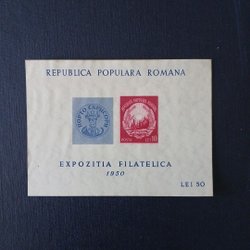 REPUBLICA POPULARA ROMANA
EXPOZITIA FILATELICA
1950
LEI 50